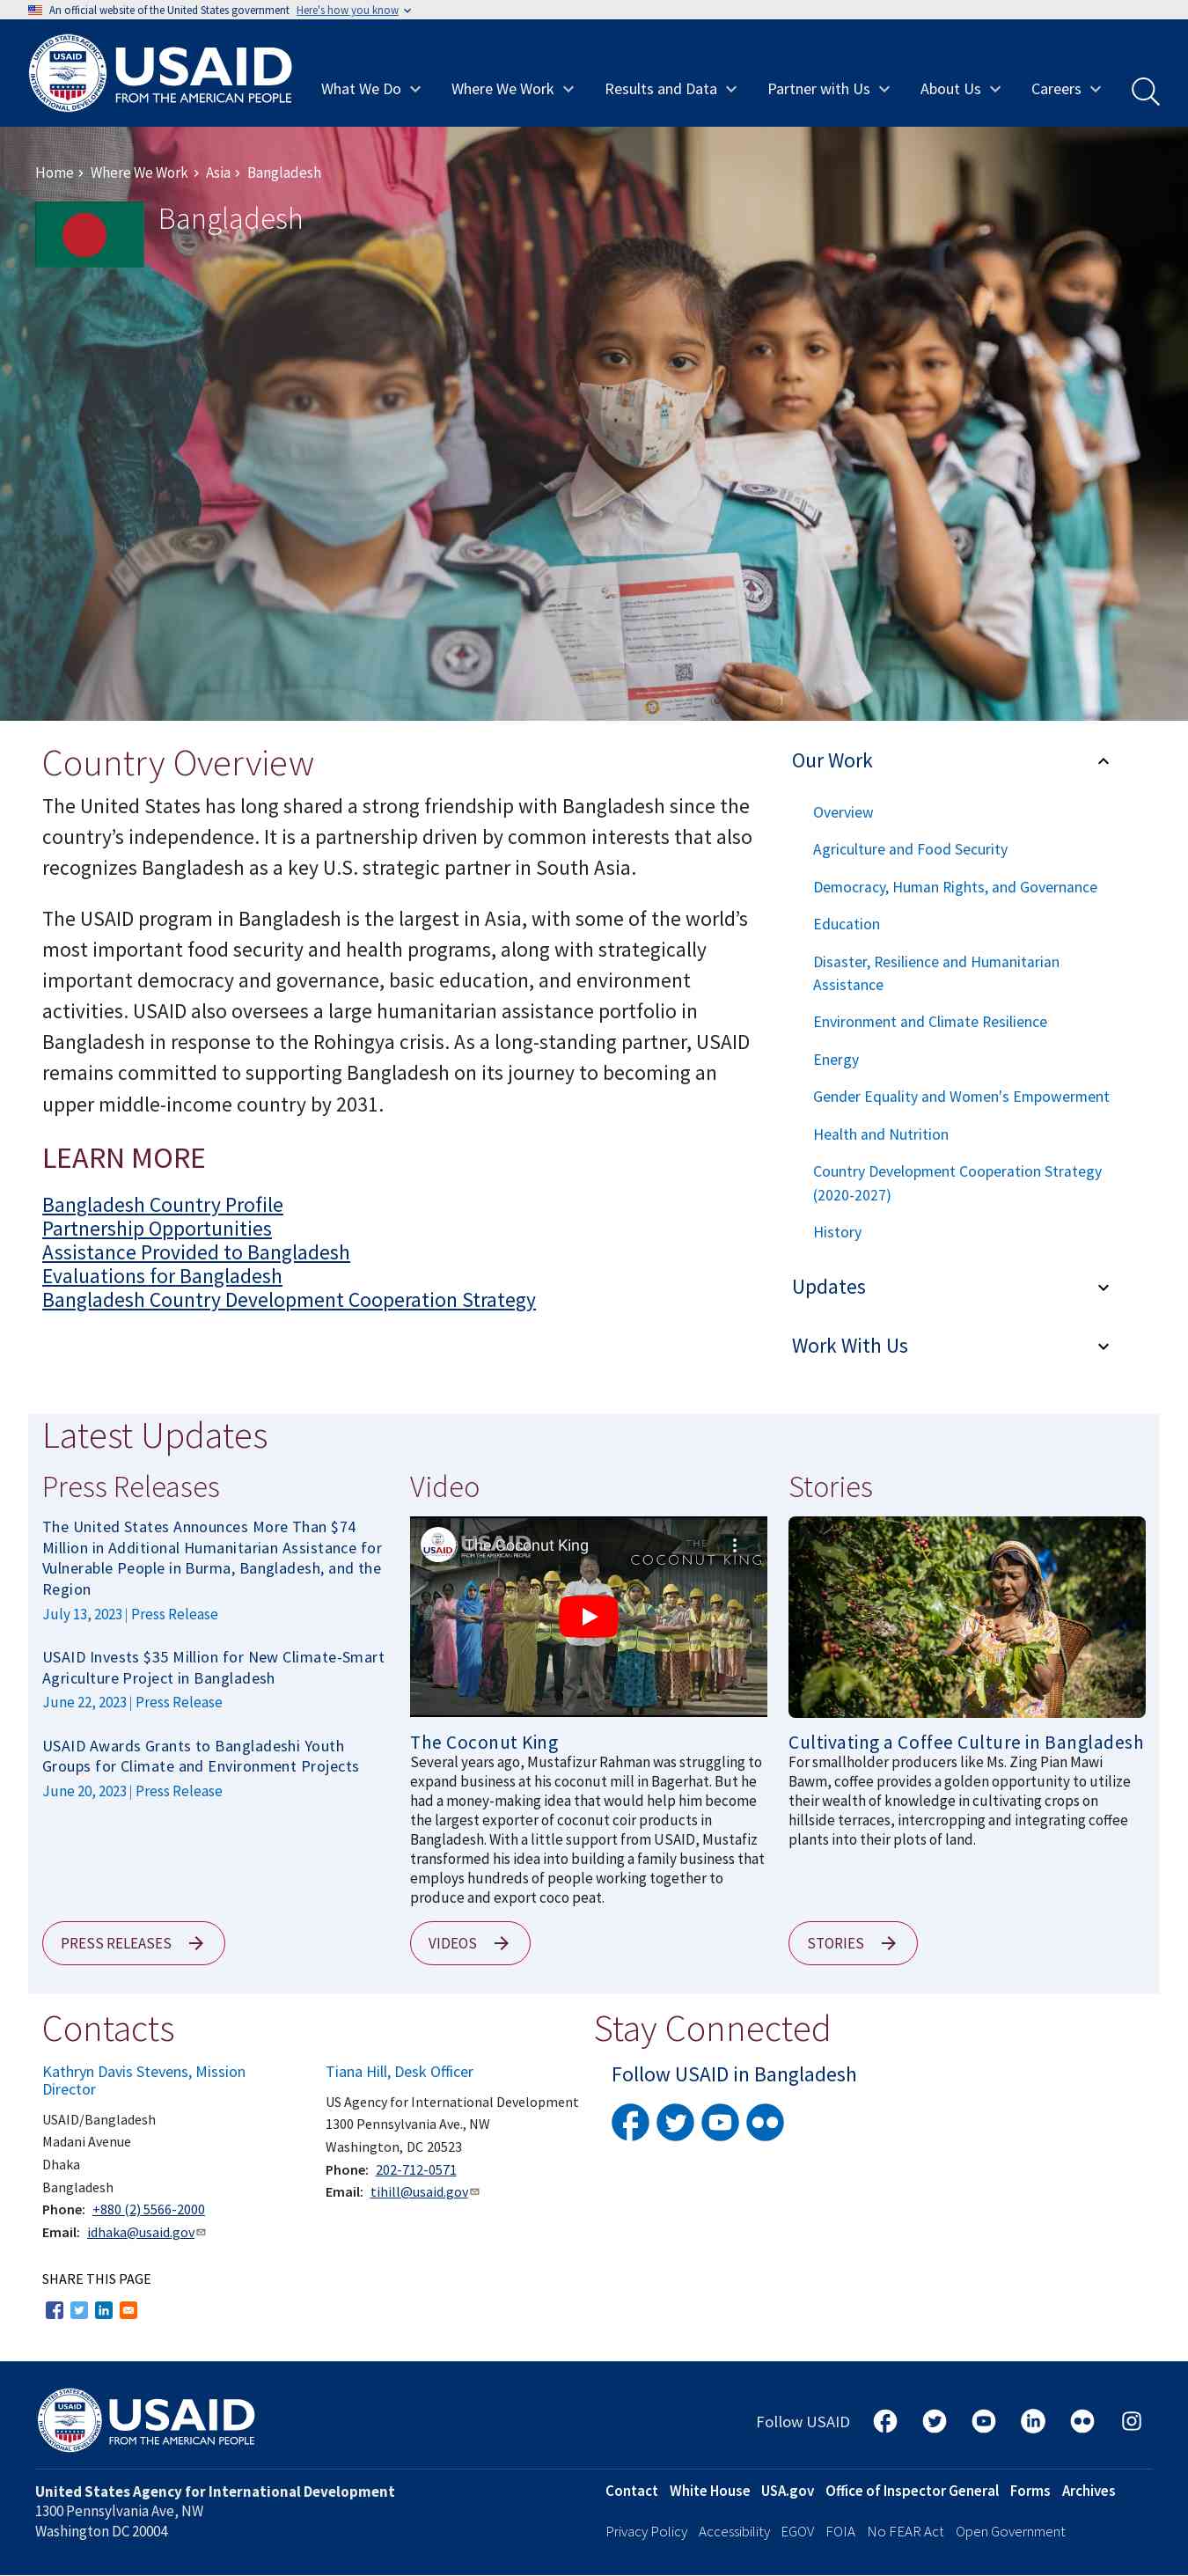 An official website of the United States government Here's how you know
USAID
FROM THE AMERICAN PEOPLE
What We Do
Where We Work
Results and Data
Partner with Us
About Us
Careers
Home › Where We Work › Asia › Bangladesh
Bangladesh
Country Overview
The United States has long shared a strong friendship with Bangladesh since the
country’s independence. It is a partnership driven by common interests that also
recognizes Bangladesh as a key U.S. strategic partner in South Asia.
The USAID program in Bangladesh is the largest in Asia, with some of the world’s
most important food security and health programs, along with strategically
important democracy and governance, basic education, and environment
activities. USAID also oversees a large humanitarian assistance portfolio in
Bangladesh in response to the Rohingya crisis. As a long-standing partner, USAID
remains committed to supporting Bangladesh on its journey to becoming an
upper middle-income country by 2031.
LEARN MORE
Bangladesh Country Profile
Partnership Opportunities
Assistance Provided to Bangladesh
Evaluations for Bangladesh
Bangladesh Country Development Cooperation Strategy
Our Work
Overview
Agriculture and Food Security
Democracy, Human Rights, and Governance
Education
Disaster, Resilience and Humanitarian
Assistance
Environment and Climate Resilience
Energy
Gender Equality and Women's Empowerment
Health and Nutrition
Country Development Cooperation Strategy
(2020-2027)
History
Updates
Work With Us
Latest Updates
Press Releases
The United States Announces More Than $74
Million in Additional Humanitarian Assistance for
Vulnerable People in Burma, Bangladesh, and the
Region
July 13, 2023 | Press Release
USAID Invests $35 Million for New Climate-Smart
Agriculture Project in Bangladesh
June 22, 2023 | Press Release
USAID Awards Grants to Bangladeshi Youth
Groups for Climate and Environment Projects
June 20, 2023 | Press Release
PRESS RELEASES
Video
USAID
The Coconut King
THE
COCONUT KING
The Coconut King
Several years ago, Mustafizur Rahman was struggling to
expand business at his coconut mill in Bagerhat. But he
had a money-making idea that would help him become
the largest exporter of coconut coir products in
Bangladesh. With a little support from USAID, Mustafiz
transformed his idea into building a family business that
employs hundreds of people working together to
produce and export coco peat.
VIDEOS
Stories
Cultivating a Coffee Culture in Bangladesh
For smallholder producers like Ms. Zing Pian Mawi
Bawm, coffee provides a golden opportunity to utilize
their wealth of knowledge in cultivating crops on
hillside terraces, intercropping and integrating coffee
plants into their plots of land.
STORIES
Contacts
Kathryn Davis Stevens, Mission
Director
USAID/Bangladesh
Madani Avenue
Dhaka
Bangladesh
Phone: +880 (2) 5566-2000
Email: idhaka@usaid.gov
Tiana Hill, Desk Officer
US Agency for International Development
1300 Pennsylvania Ave., NW
Washington, DC 20523
Phone: 202-712-0571
Email: tihill@usaid.gov
Stay Connected
Follow USAID in Bangladesh
SHARE THIS PAGE
USAID
FROM THE AMERICAN PEOPLE
Follow USAID
United States Agency for International Development
1300 Pennsylvania Ave, NW
Washington DC 20004
Contact White House USA.gov Office of Inspector General Forms Archives
Privacy Policy Accessibility EGOV FOIA No FEAR Act Open Government